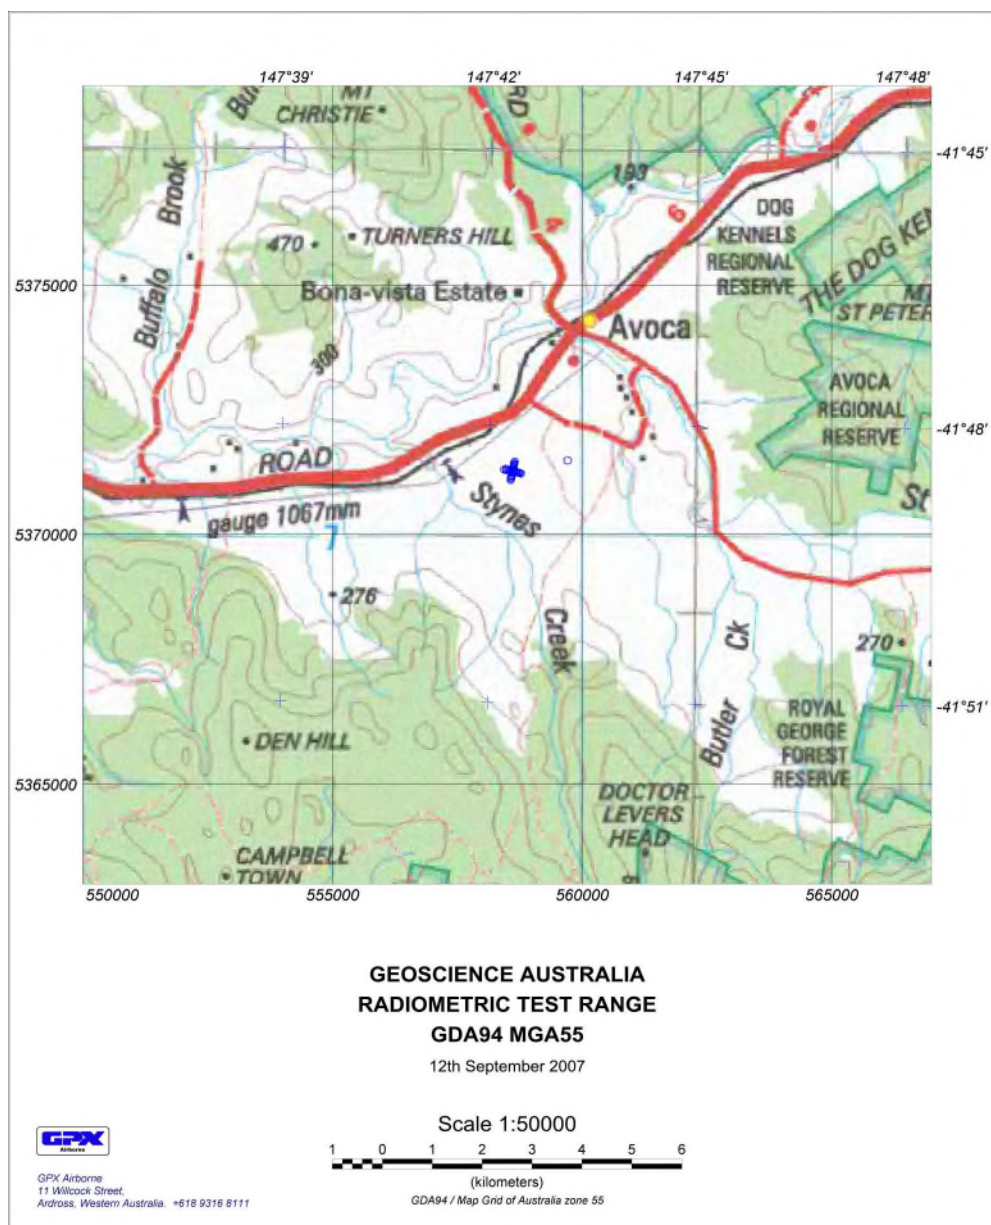 147°39' 147°42' 147°45' 147°48'
MT
CHRISTIE
-41°45'
Buffalo Brook
193
4
6
DOG
KENNELS
REGIONAL
RESERVE
470
TURNERS HILL
THE DOG KEN
5375000
Bona-vista Estate
MT
ST PETER
Avoca
300
AVOCA
REGIONAL
RESERVE
-41°48'
ROAD
Stynes
St
gauge 1067mm
7
5370000
276
Creek
Butler Ck
270
-41°51'
ROYAL
GEORGE
FOREST
RESERVE
DEN HILL
5365000
DOCTOR
LEVERS
HEAD
CAMPBELL
TOWN
550000 555000 560000 565000
GEOSCIENCE AUSTRALIA
RADIOMETRIC TEST RANGE
GDA94 MGA55
12th September 2007
Scale 1:50000
1 0 1 2 3 4 5 6
(kilometers)
GDA94 / Map Grid of Australia zone 55
GPX
Airborne
GPX Airborne
11 Willcock Street,
Ardross, Western Australia. +618 9316 8111